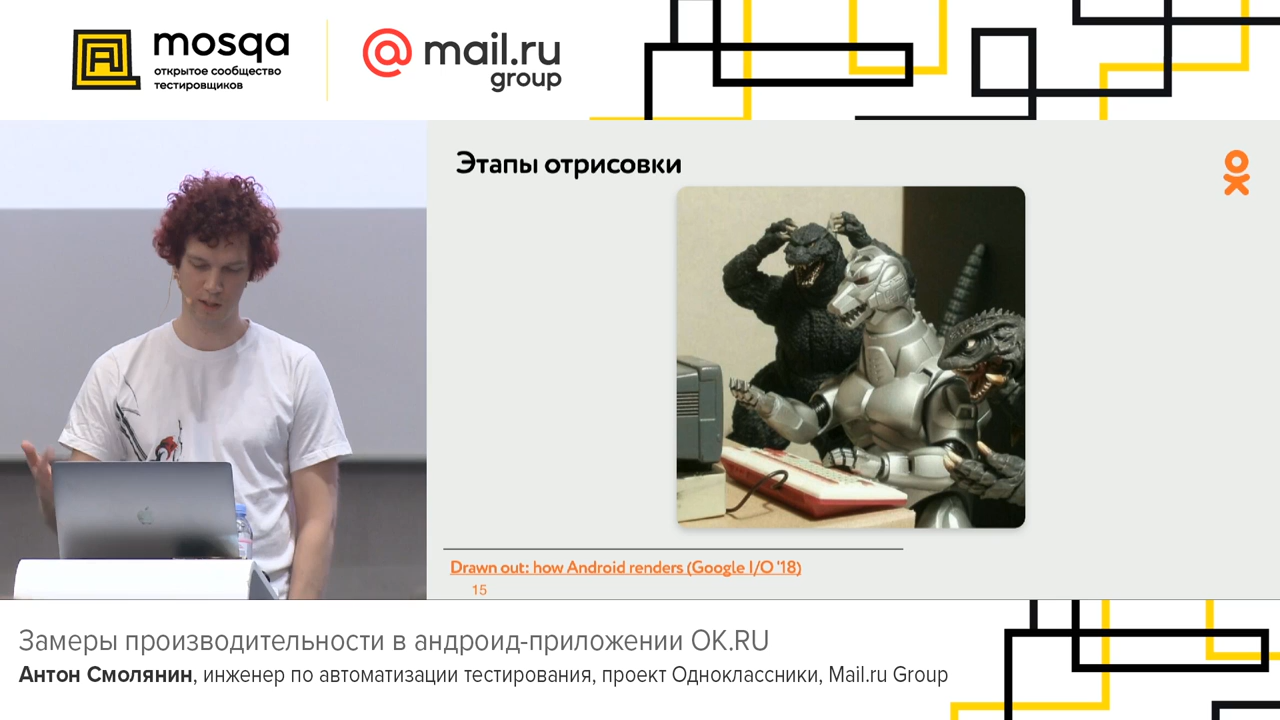 mosqa
открытое сообщество
тестировщиков
@mail.ru
group
Этапы отрисовки
Drawn out: how Android renders (Google I/O '18)
15
Замеры производительности в андроид-приложении OK.RU
Антон Смолянин, инженер по автоматизации тестирования, проект Одноклассники, Mail.ru Group